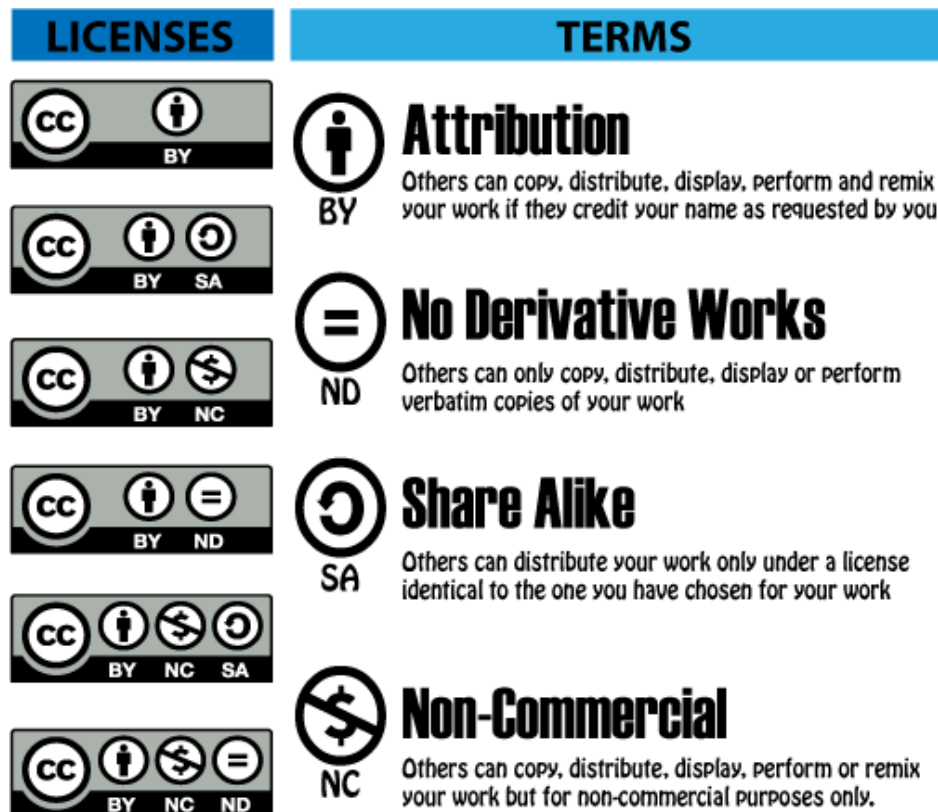 LICENSES
TERMS
CC
BY
CC
BY SA
CC
BY NC
CC
BY ND
CC
BY NC SA
CC
BY NC ND
BY
Attribution
Others can copy, distribute, display, perform and remix
your work if they credit your name as requested by you
ND
No Derivative Works
Others can only copy, distribute, display or perform
verbatim copies of your work
SA
Share Alike
Others can distribute your work only under a license
identical to the one you have chosen for your work
$
NC
Non-Commercial
Others can copy, distribute, display, perform or remix
your work but for non-commercial purposes only.